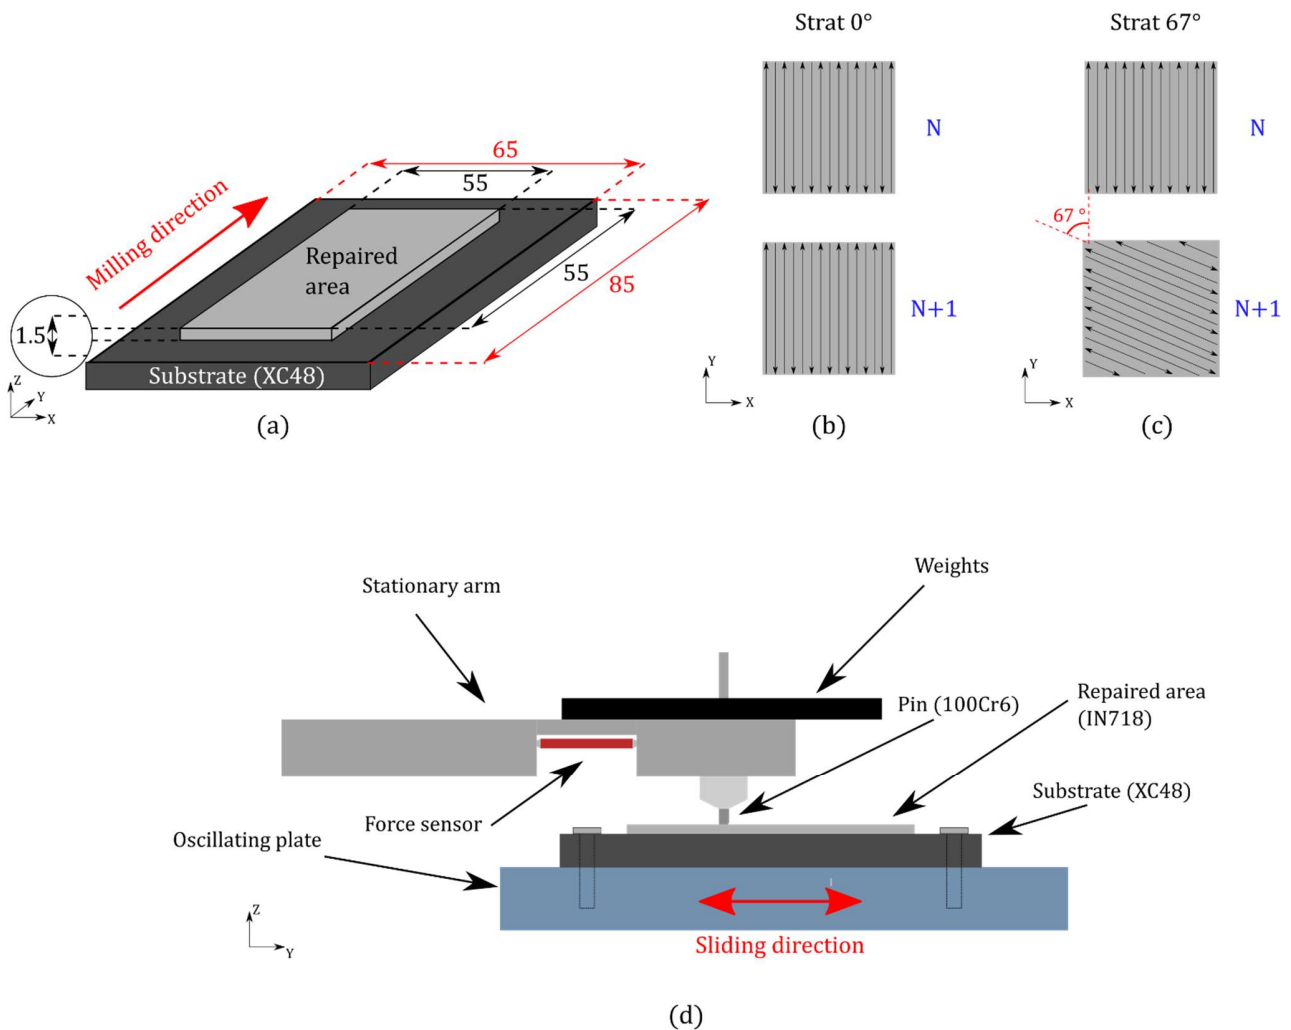 65
55
Milling direction
Repaired
area
55
85
1.5
Substrate (XC48)
Z
Y
X
(a)
Strat 0°
N
N+1
Y
X
(b)
Strat 67°
N
67 °
N+1
Y
X
(c)
Weights
Stationary arm
Pin (100Cr6)
Repaired area
(IN718)
Substrate (XC48)
Force sensor
Oscillating plate
Z
Y
Sliding direction
(d)